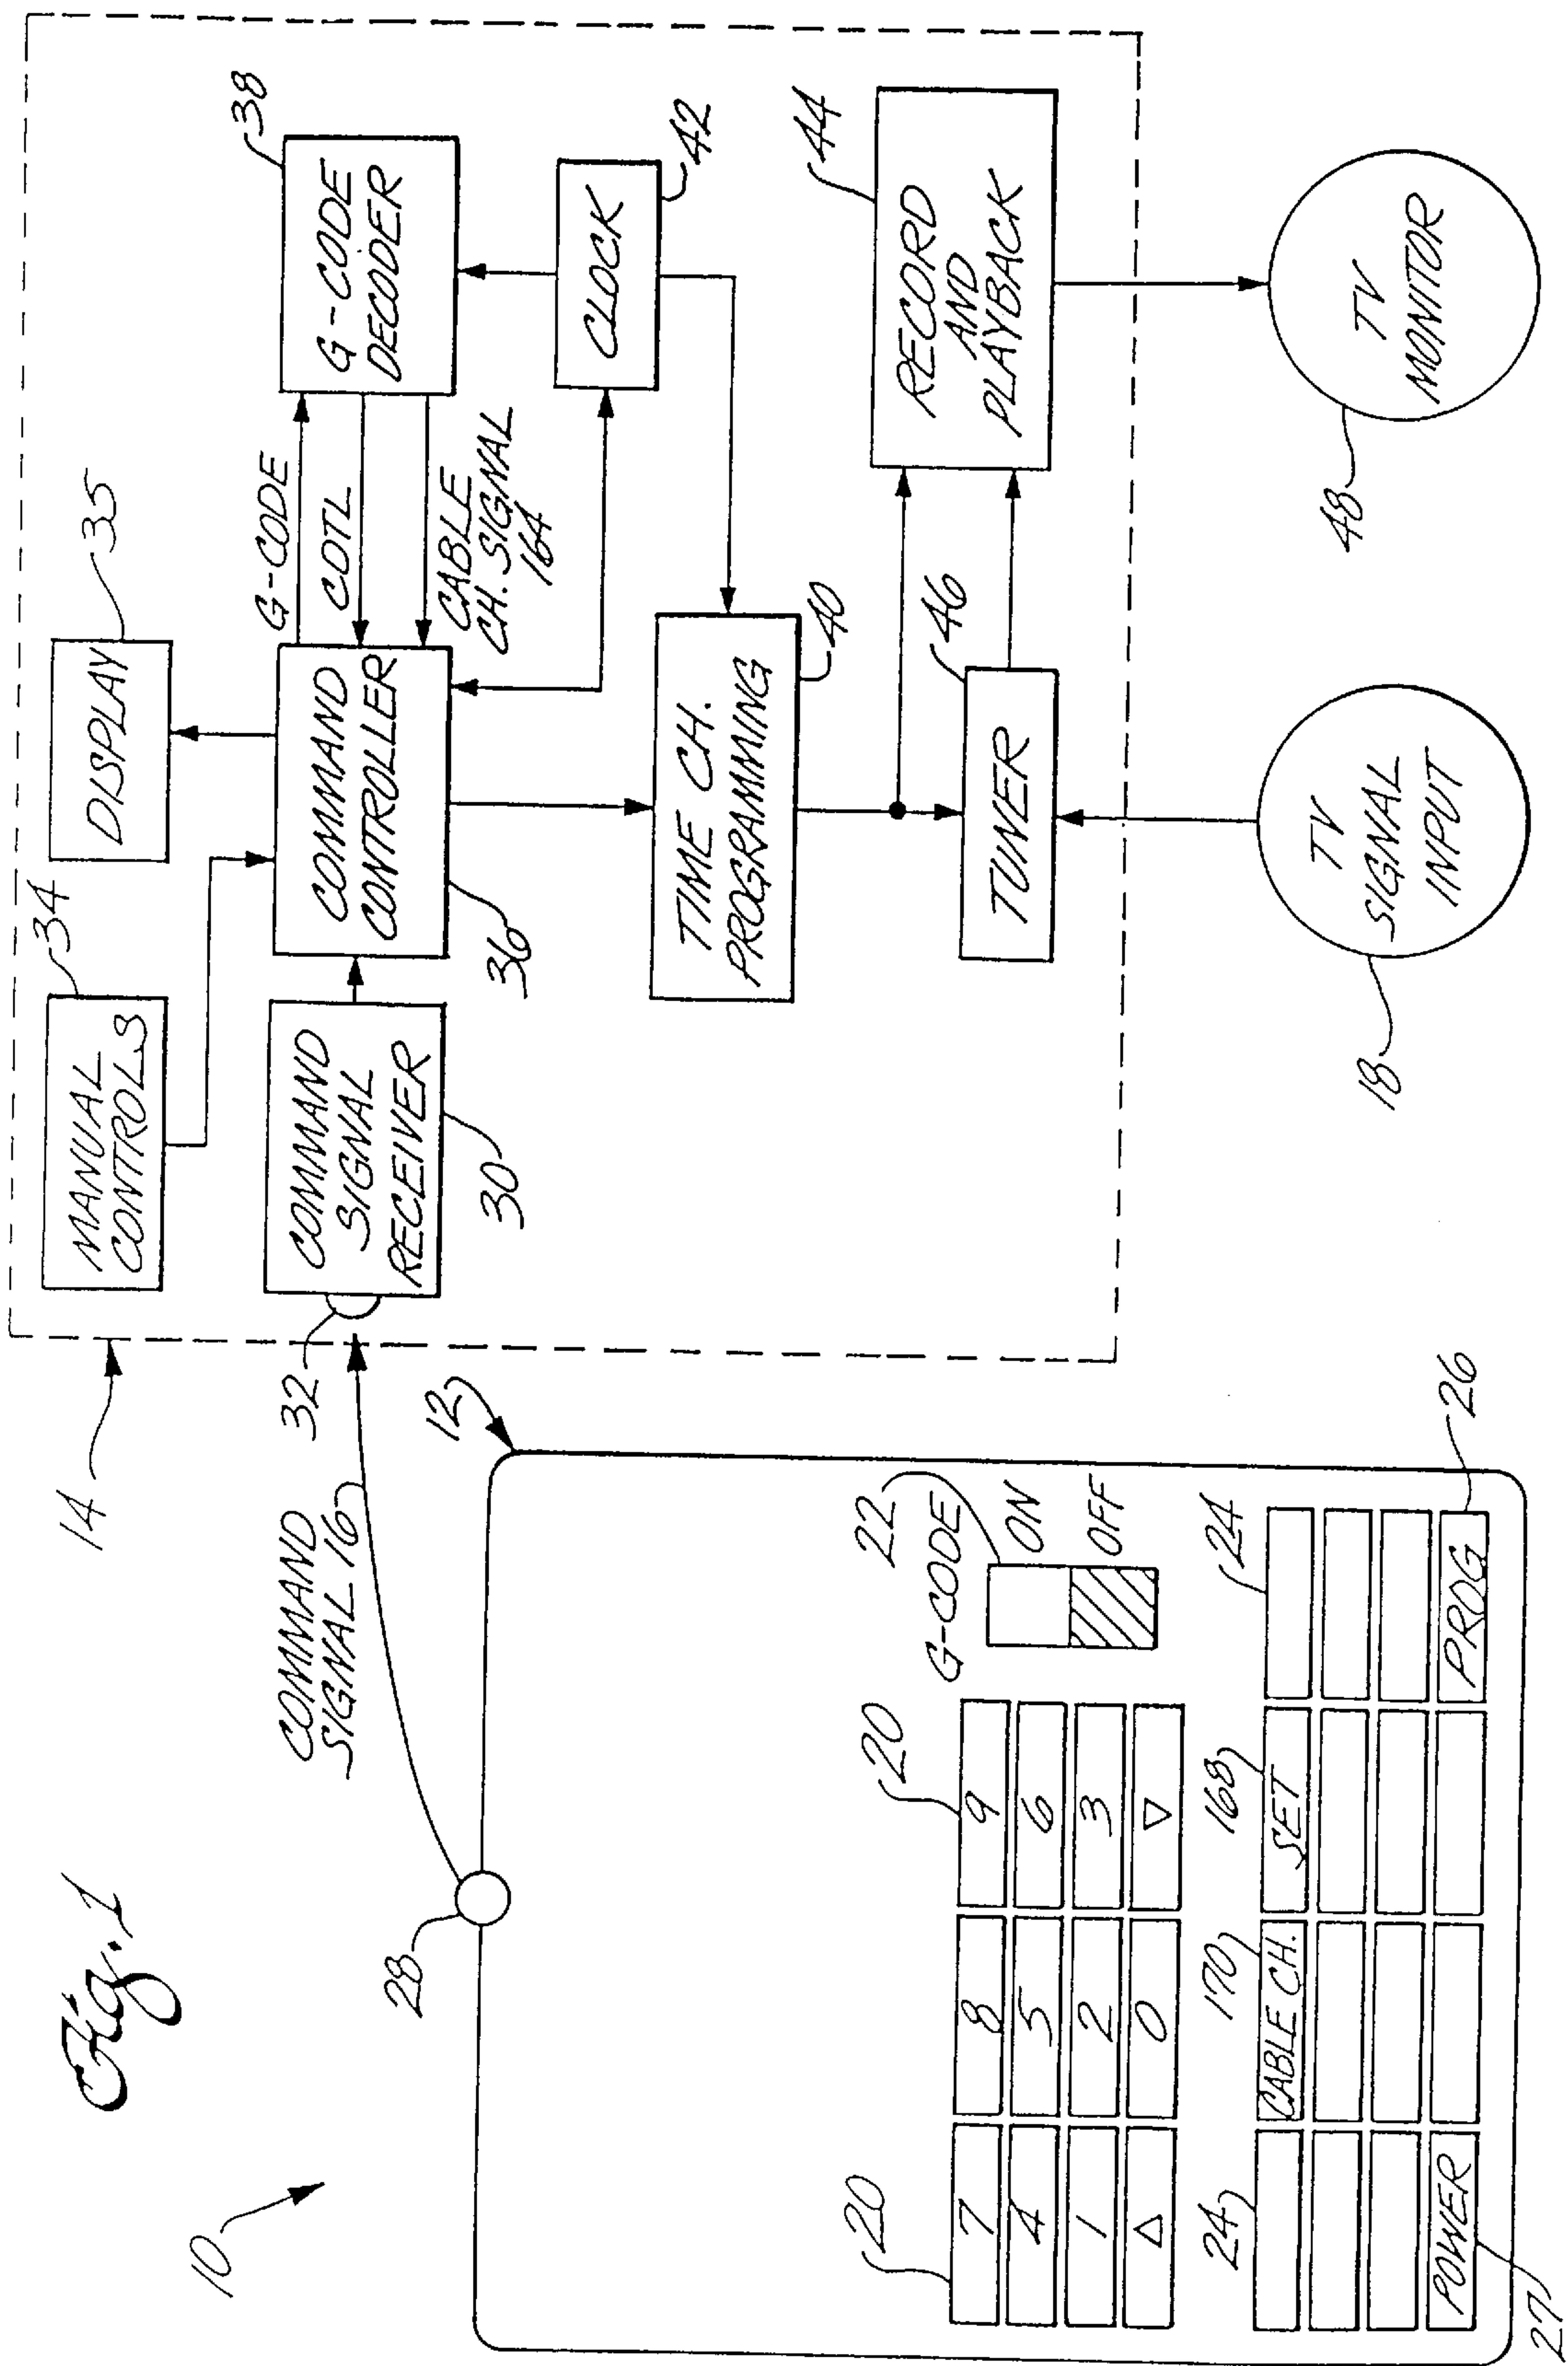 Fig. 1
10
14
MANUAL
CONTROLS
34
DISPLAY
35
COMMAND
SIGNAL 16
32
COMMAND
SIGNAL
RECEIVER
30
COMMAND
CONTROLLER
36
G-CODE
CDTL
CABLE
CH. SIGNAL
164
G-CODE
DECODER
38
CLOCK
42
TIME CH.
PROGRAMMING
40
TUNER
46
RECORD
AND
PLAYBACK
44
TV
SIGNAL
INPUT
18
TV
MONITOR
48
28
12
20
20
7 8 9
4 5 6
1 2 3
△ 0 ▽
G-CODE
22
ON
OFF
24
170
168
24
CABLE CH.
SET
POWER
PROG
27
26